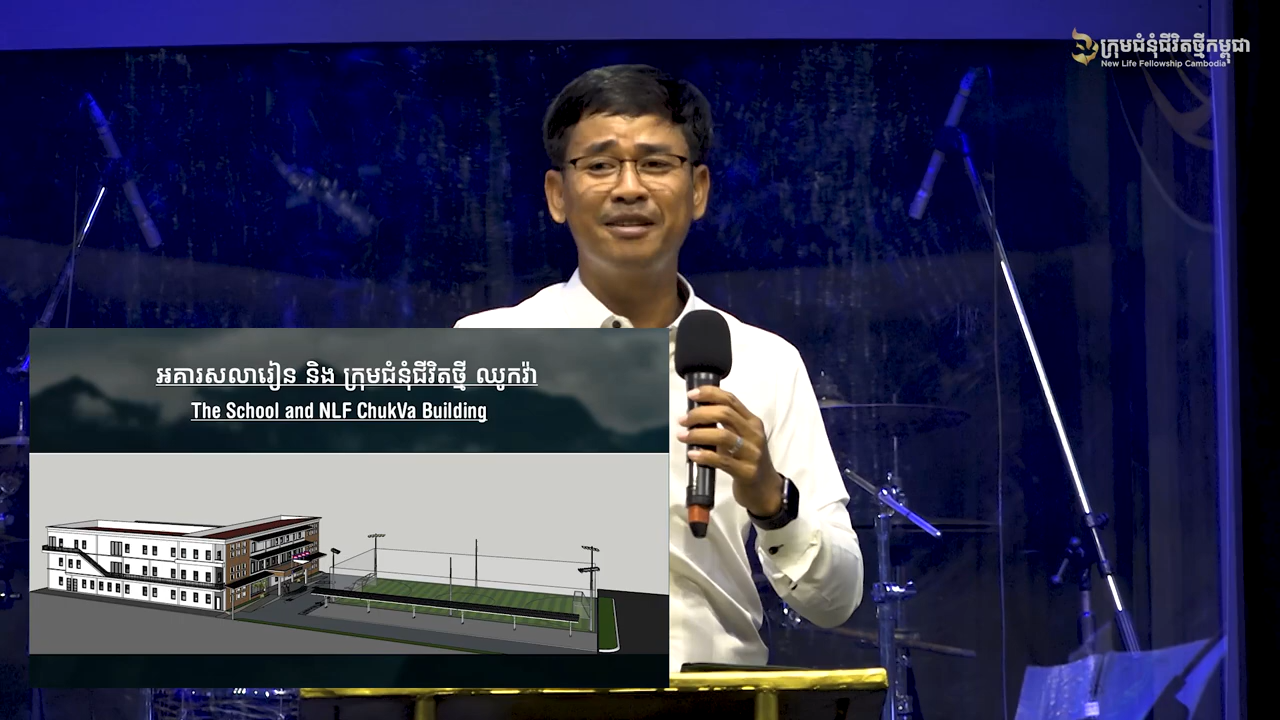 ក្រុមជំនុំជីវិតថ្មីកម្ពុជា
New Life Fellowship Cambodia
អគារសលារៀន និង ក្រុមជំនុំជីវិតថ្មី ឈូកវ៉ា
The School and NLF ChukVa Building